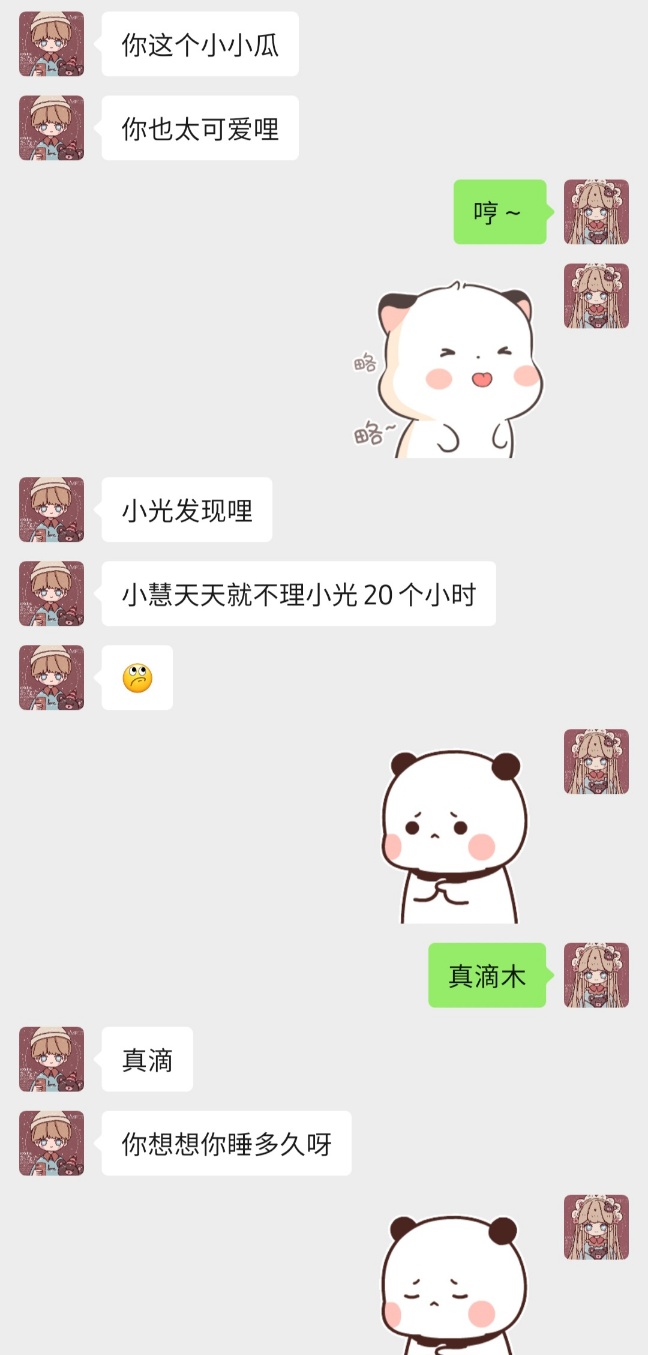 你这个小小瓜
你也太可爱哩
哼~
略
略~
小光发现哩
小慧天天就不理小光20个小时
真滴木
真滴
你想想你睡多久呀